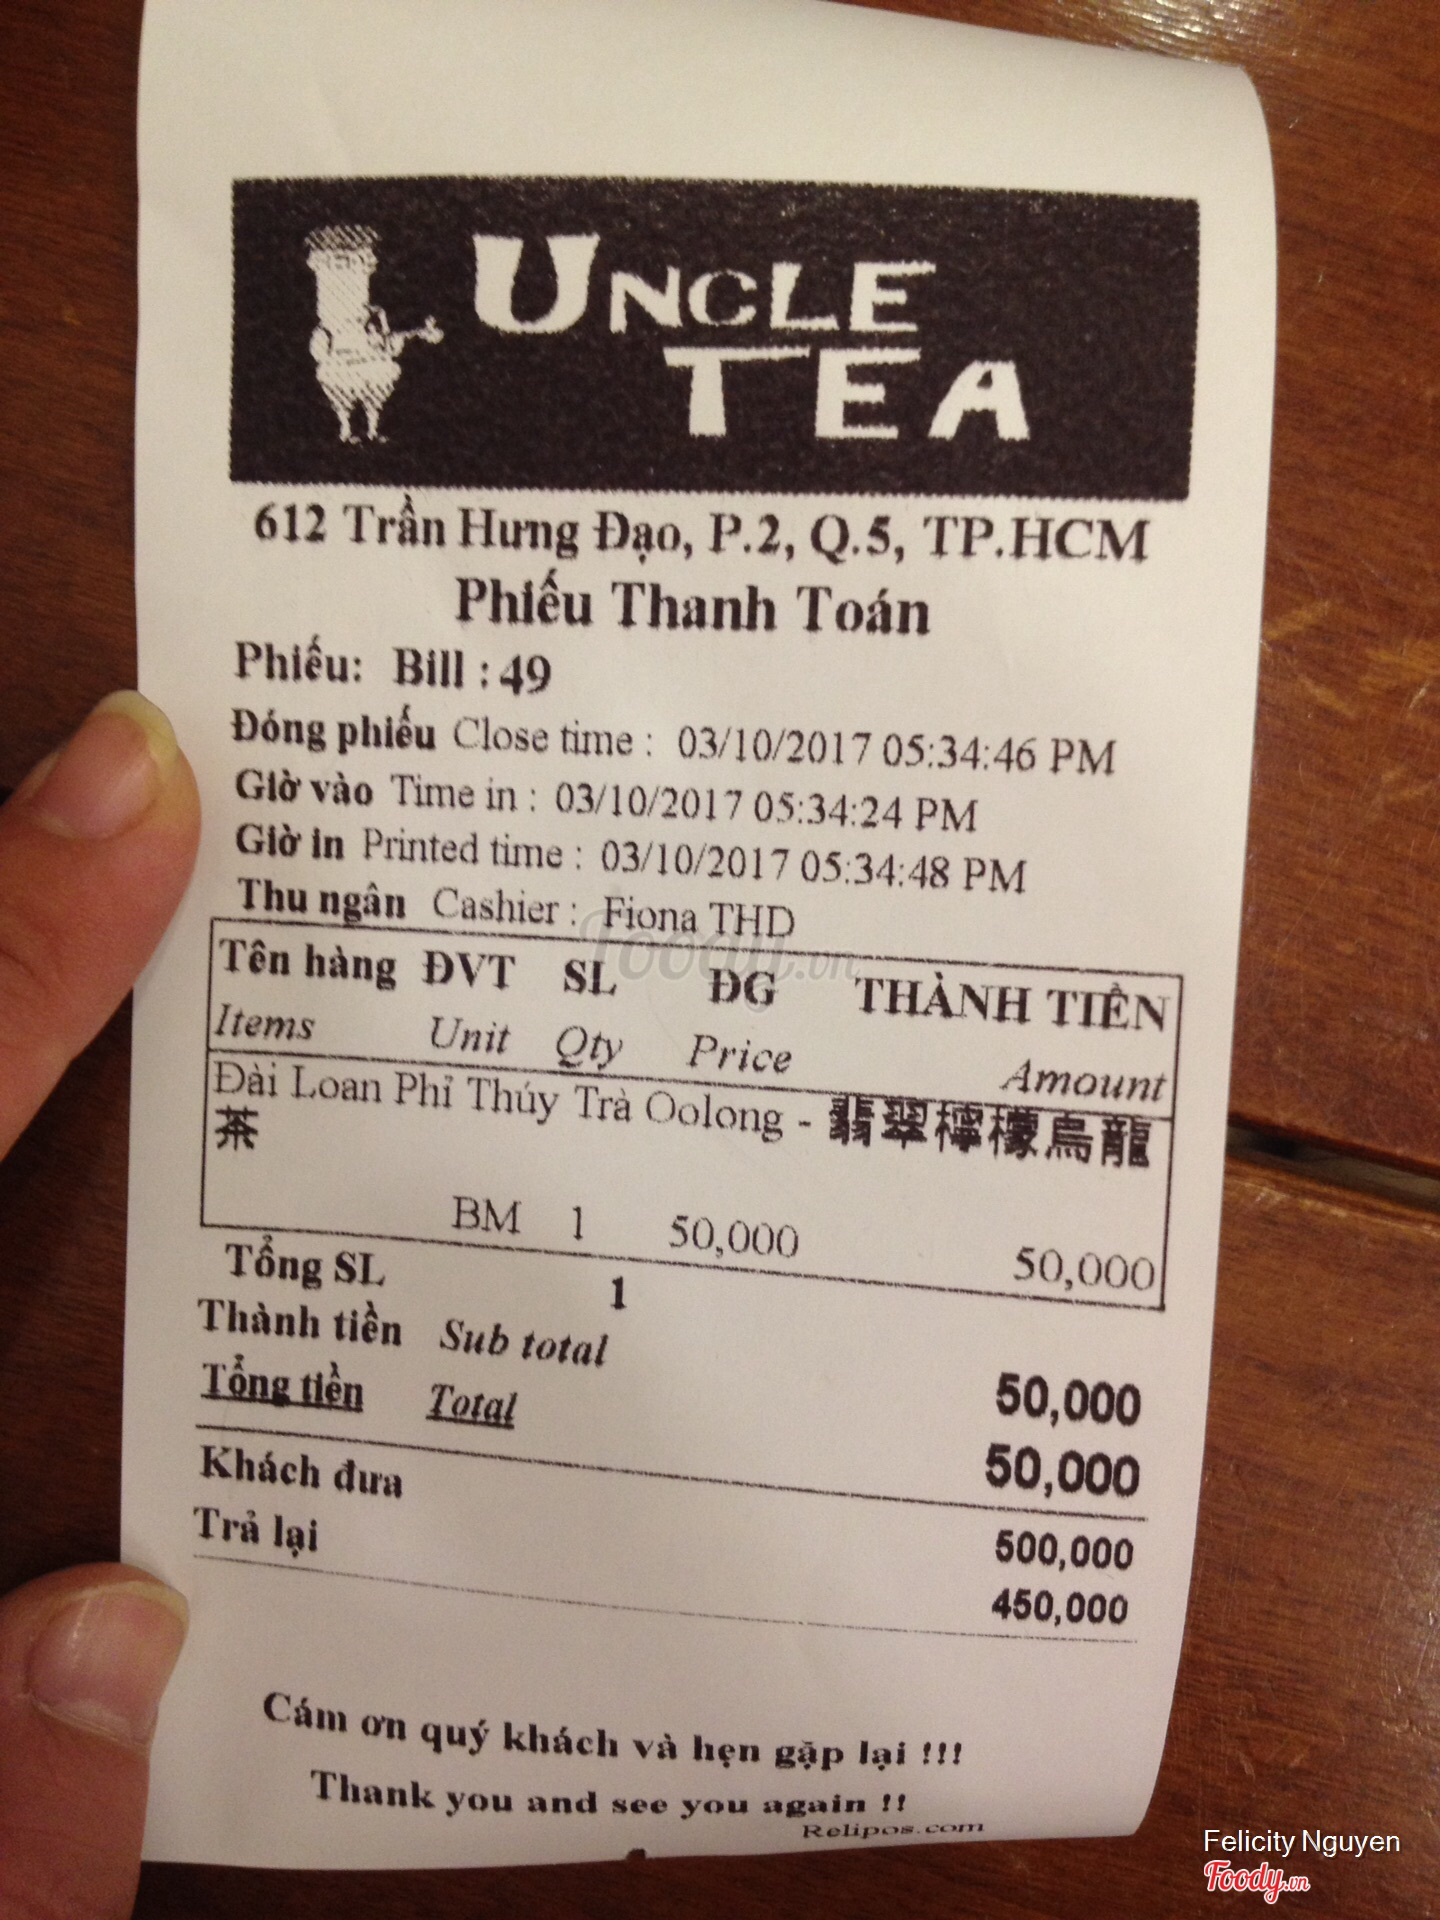 UNCLE
TEA
612 Trần Hưng Đạo, P.2, Q.5, TP.HCM
Phiếu Thanh Toán
Phiếu: Bill : 49
Đóng phiếu Close time : 03/10/2017 05:34:46 PM
Giờ vào Time in : 03/10/2017 05:34:24 PM
Giờ in Printed time : 03/10/2017 05:34:48 PM
Thu ngân Cashier : Fiona THD
Foody.vn
Tên hàng ĐVT SL ĐG THÀNH TIỀN
Items Unit Qty Price Amount
Đài Loan Phỉ Thúy Trà Oolong - 翡翠檸檬烏龍
茶
BM 1 50,000 50,000
Tổng SL 1
Thành tiền Sub total 50,000
Tổng tiền Total 50,000
Khách đưa 500,000
Trả lại 450,000
Cám ơn quý khách và hẹn gặp lại !!!
Thank you and see you again !!
Relipos.com
Felicity Nguyen
Foody.vn